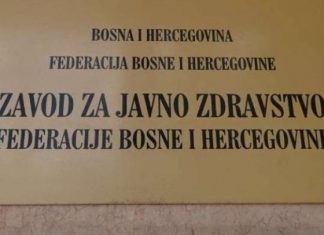 BOSNA I HERCEGOVINA
FEDERACIJA BOSNE I HERCEGOVINE
ZAVOD ZA JAVNO ZDRAVSTVO
FEDERACIJE BOSNE I HERCEGOVINE